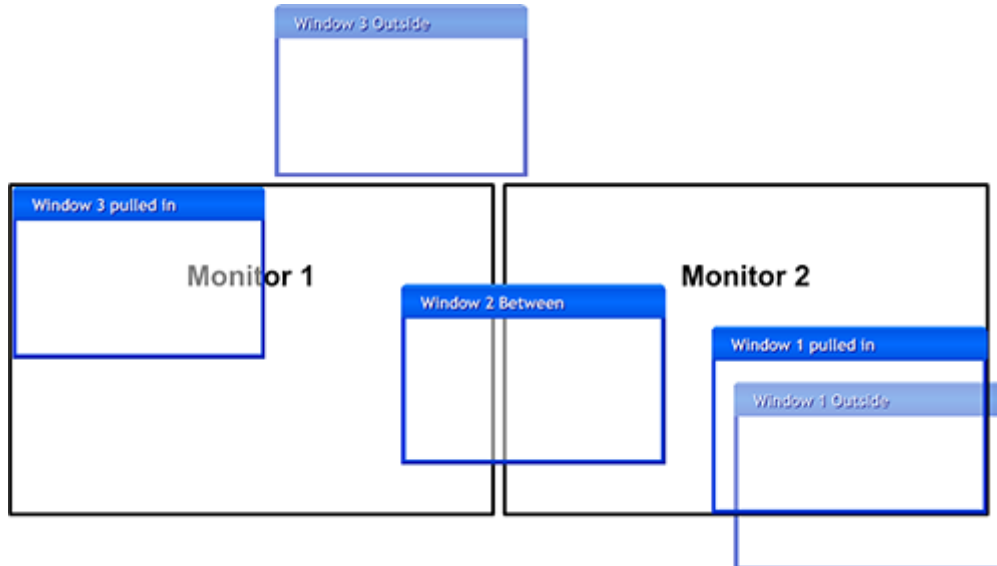 Window 3 Outside
Window 3 pulled in
Monitor 1
Monitor 2
Window 2 Between
Window 1 pulled in
Window 1 Outside